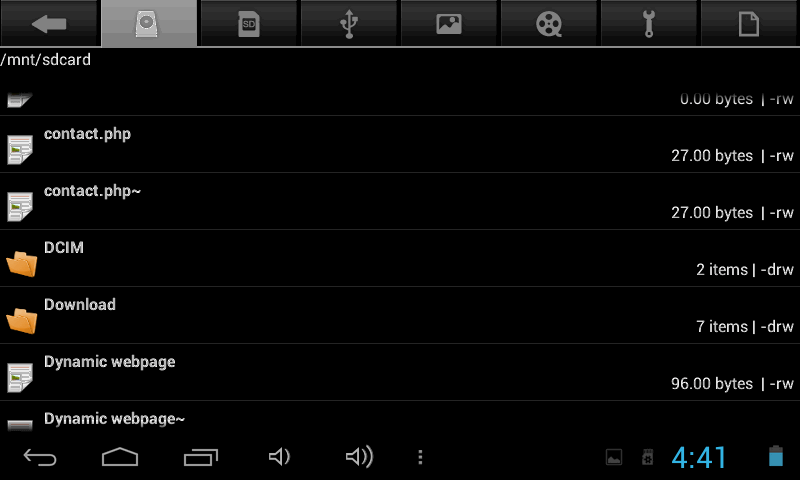 SD
/mnt/sdcard
0.00 bytes | -rw
contact.php
27.00 bytes | -rw
contact.php~
27.00 bytes | -rw
DCIM
2 items | -drw
Download
7 items | -drw
Dynamic webpage
96.00 bytes | -rw
Dynamic webpage~
4:41